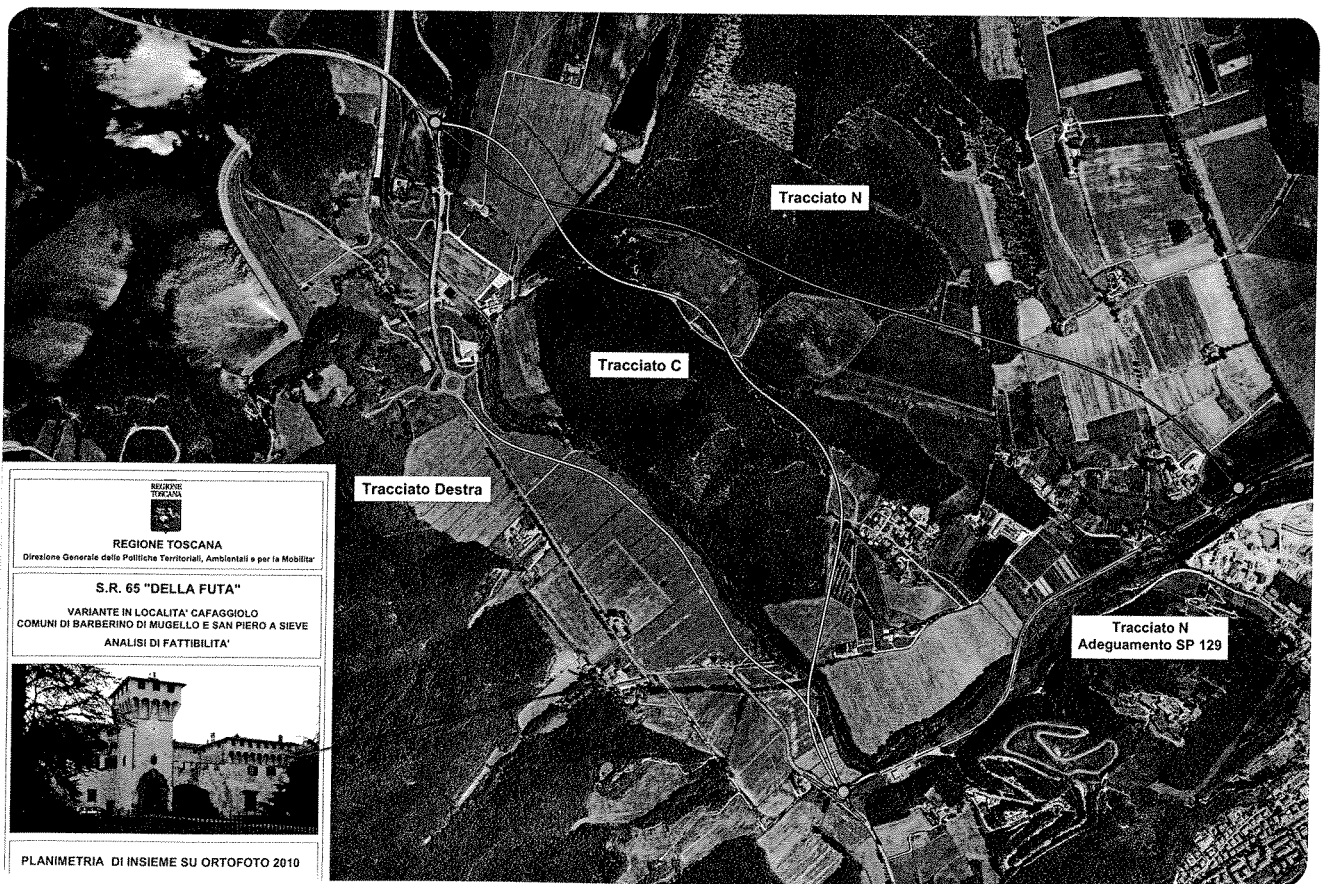 Tracciato N
Tracciato C
Tracciato Destra
Tracciato N
Adeguamento SP 129
REGIONE
TOSCANA
REGIONE TOSCANA
Direzione Generale delle Politiche Territoriali, Ambientali e per la Mobilita'
S.R. 65 "DELLA FUTA"
VARIANTE IN LOCALITA' CAFAGGIOLO
COMUNI DI BARBERINO DI MUGELLO E SAN PIERO A SIEVE
ANALISI DI FATTIBILITA'
PLANIMETRIA DI INSIEME SU ORTOFOTO 2010